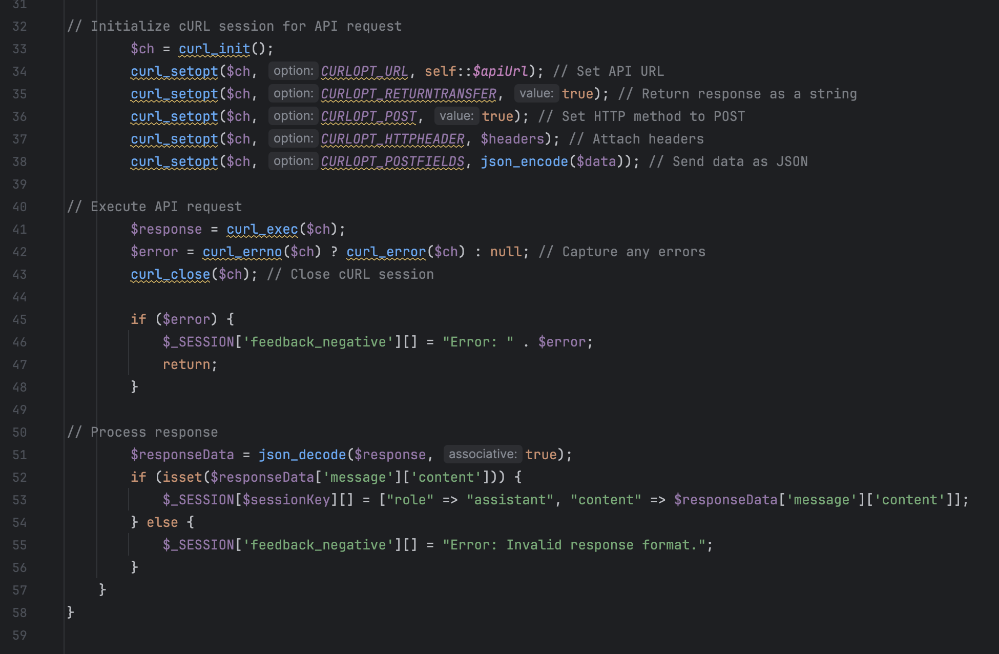 31
32 // Initialize cURL session for API request
33 $ch = curl_init();
34 curl_setopt($ch, option: CURLOPT_URL, self::$apiUrl); // Set API URL
35 curl_setopt($ch, option: CURLOPT_RETURNTRANSFER, value: true); // Return response as a string
36 curl_setopt($ch, option: CURLOPT_POST, value: true); // Set HTTP method to POST
37 curl_setopt($ch, option: CURLOPT_HTTPHEADER, $headers); // Attach headers
38 curl_setopt($ch, option: CURLOPT_POSTFIELDS, json_encode($data)); // Send data as JSON
39
40 // Execute API request
41 $response = curl_exec($ch);
42 $error = curl_errno($ch) ? curl_error($ch) : null; // Capture any errors
43 curl_close($ch); // Close cURL session
44
45 if ($error) {
46 $_SESSION['feedback_negative'][] = "Error: " . $error;
47 return;
48 }
49
50 // Process response
51 $responseData = json_decode($response, associative: true);
52 if (isset($responseData['message']['content'])) {
53 $_SESSION[$sessionKey][] = ["role" => "assistant", "content" => $responseData['message']['content']];
54 } else {
55 $_SESSION['feedback_negative'][] = "Error: Invalid response format.";
56 }
57 }
58 }
59